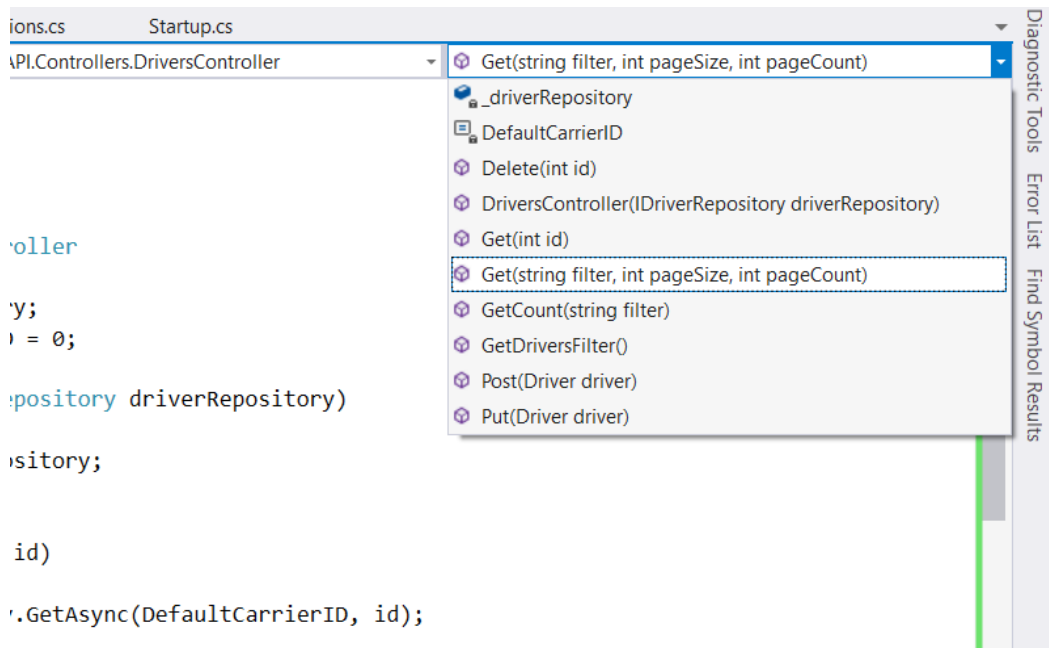 ions.cs Startup.cs
API.Controllers.DriversController Get(string filter, int pageSize, int pageCount)
_driverRepository
DefaultCarrierID
Delete(int id)
DriversController(IDriverRepository driverRepository)
Get(int id)
Get(string filter, int pageSize, int pageCount)
GetCount(string filter)
GetDriversFilter()
Post(Driver driver)
Put(Driver driver)
roller
ry;
= 0;
epository driverRepository)
ository;
id)
.GetAsync(DefaultCarrierID, id);
Diagnostic Tools
Error List
Find Symbol Results